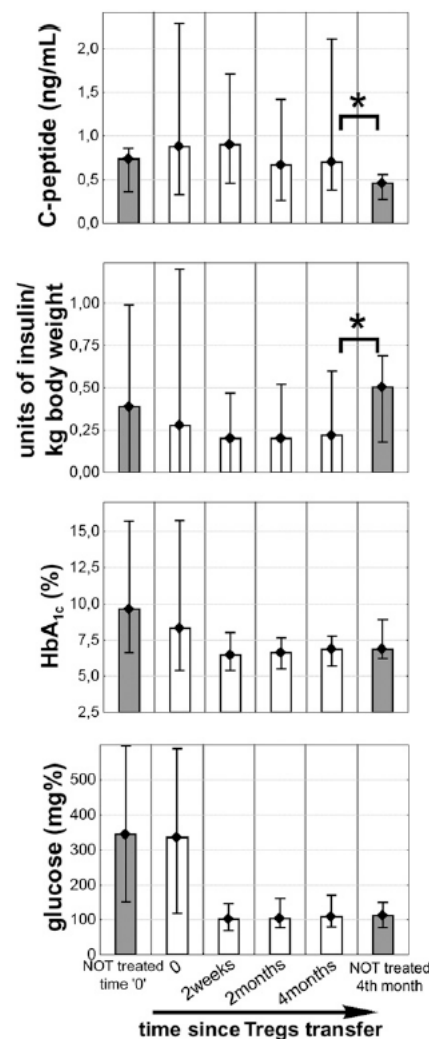 C-peptide (ng/mL)
2,0
1,5
1,0
0,5
0,0
*
units of insulin/
kg body weight
1,00
0,75
0,50
0,25
0,00
*
HbA1c (%)
15,0
12,5
10,0
7,5
5,0
2,5
glucose (mg%)
500
400
300
200
100
0
NOT treated
time '0'
0
2weeks
2months
4months
NOT treated
4th month
time since Tregs transfer